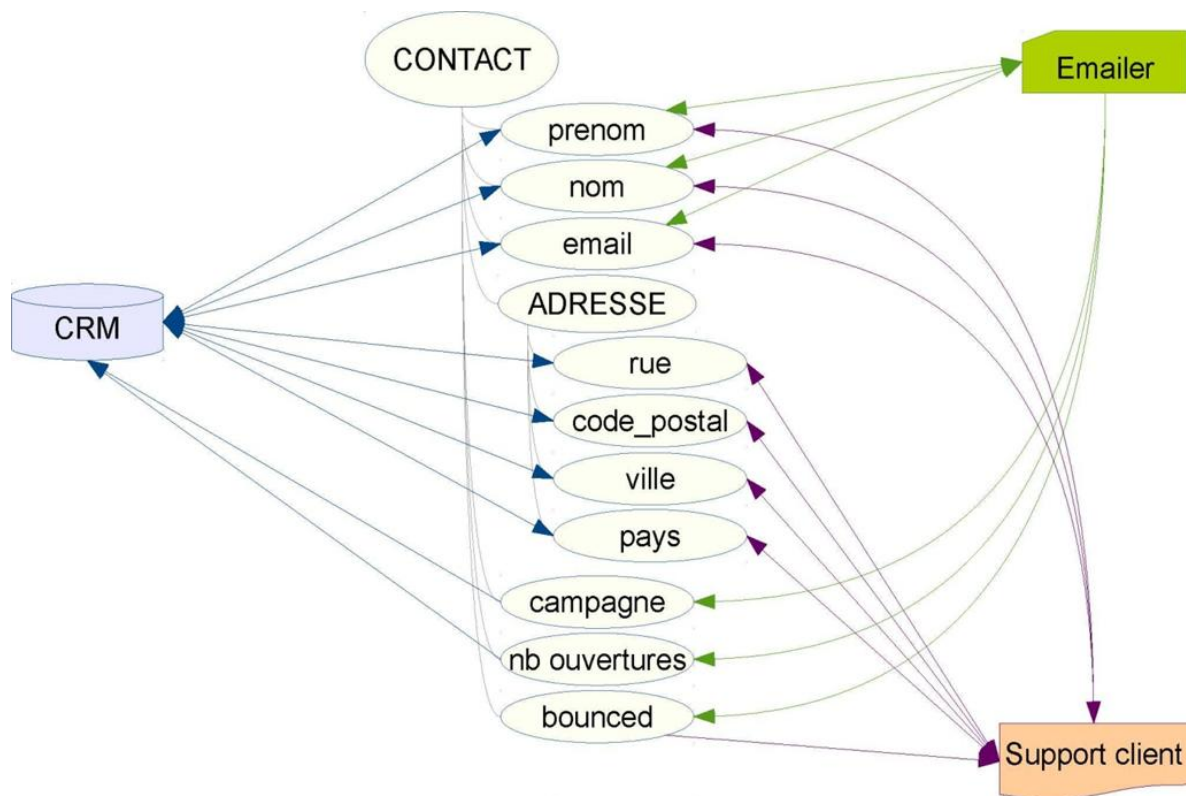 CONTACT
Emailer
prenom
nom
email
ADRESSE
CRM
rue
code_postal
ville
pays
campagne
nb ouvertures
bounced
Support client